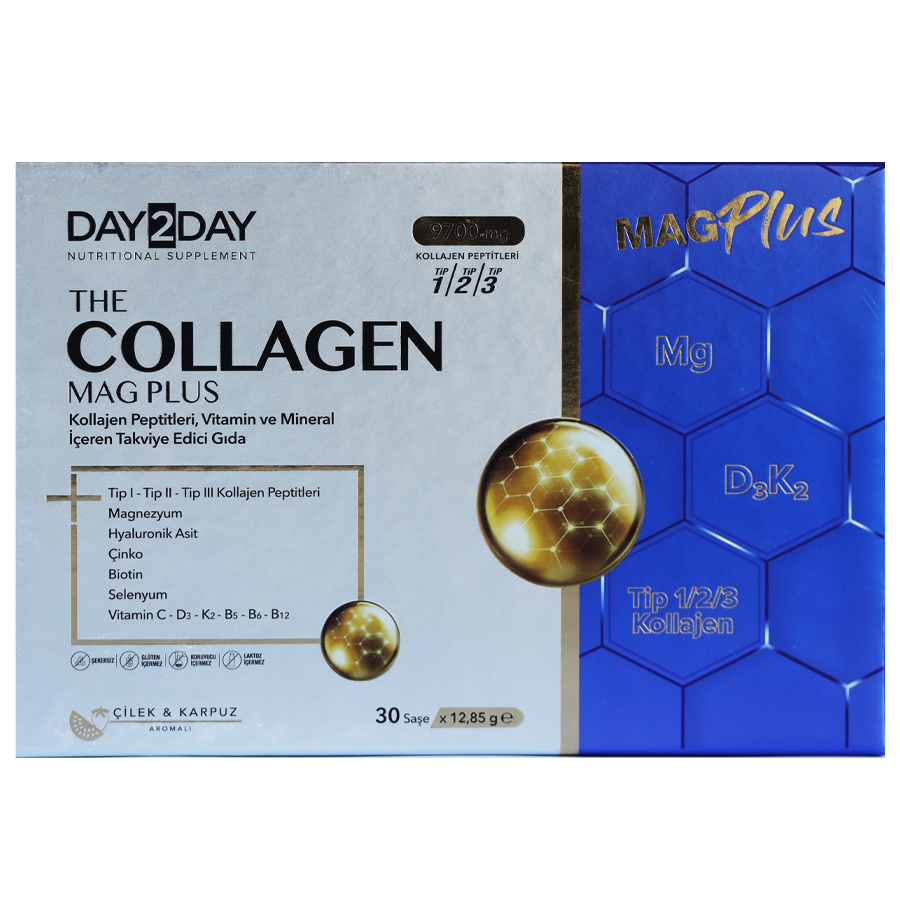 DAY2DAY
NUTRITIONAL SUPPLEMENT
THE
COLLAGEN
MAG PLUS
Kollajen Peptitleri, Vitamin ve Mineral
İçeren Takviye Edici Gıda
9700-mg
KOLLAJEN PEPTİTLERİ
TİP 1/TİP 2/TİP 3
Tip I - Tip II - Tip III Kollajen Peptitleri
Magnezyum
Hyaluronik Asit
Çinko
Biotin
Selenyum
Vitamin C - D3 - K2 - B5 - B6 - B12
ŞEKERSİZ
GLÜTEN
İÇERMEZ
KORUYUCU
İÇERMEZ
LAKTOZ
İÇERMEZ
ÇİLEK & KARPUZ
AROMALI
30 Saşe x 12,85 g e
MAGPlus
Mg
D3K2
Tip 1/2/3
Kollajen